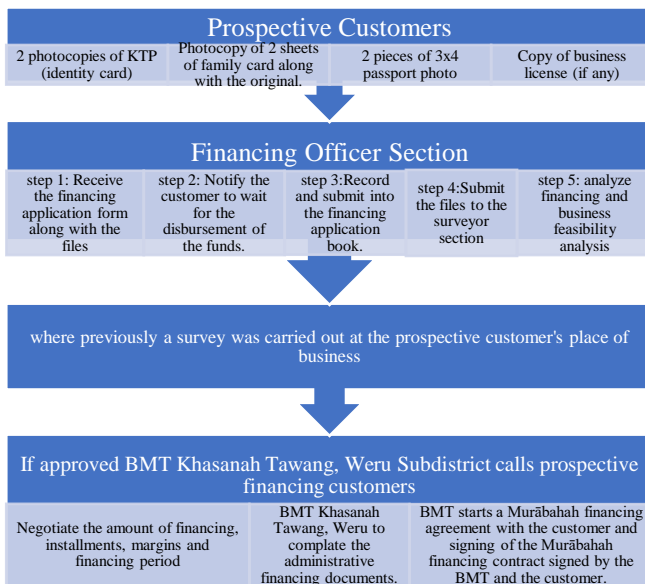 Prospective Customers
2 photocopies of KTP
(identity card)
Photocopy of 2 sheets
of family card along
with the original.
2 pieces of 3x4
passport photo
Copy of business
license (if any)
Financing Officer Section
step 1: Receive
the financing
application form
along with the
files
step 2: Notify the
customer to wait
for the
disbursement of
the funds.
step 3:Record
and submit into
the financing
application
book.
step 4:Submit
the files to the
surveyor
section
step 5: analyze
financing and
business
feasibility
analysis
where previously a survey was carried out at the prospective customer's place of
business
If approved BMT Khasanah Tawang, Weru Subdistrict calls prospective
financing customers
Negotiate the amount of financing,
installments, margins and
financing period
BMT Khasanah
Tawang, Weru to
complate the
administrative
financing documents.
BMT starts a Murābahah financing
agreement with the customer and
signing of the Murābahah
financing contract signed by the
BMT and the customer.